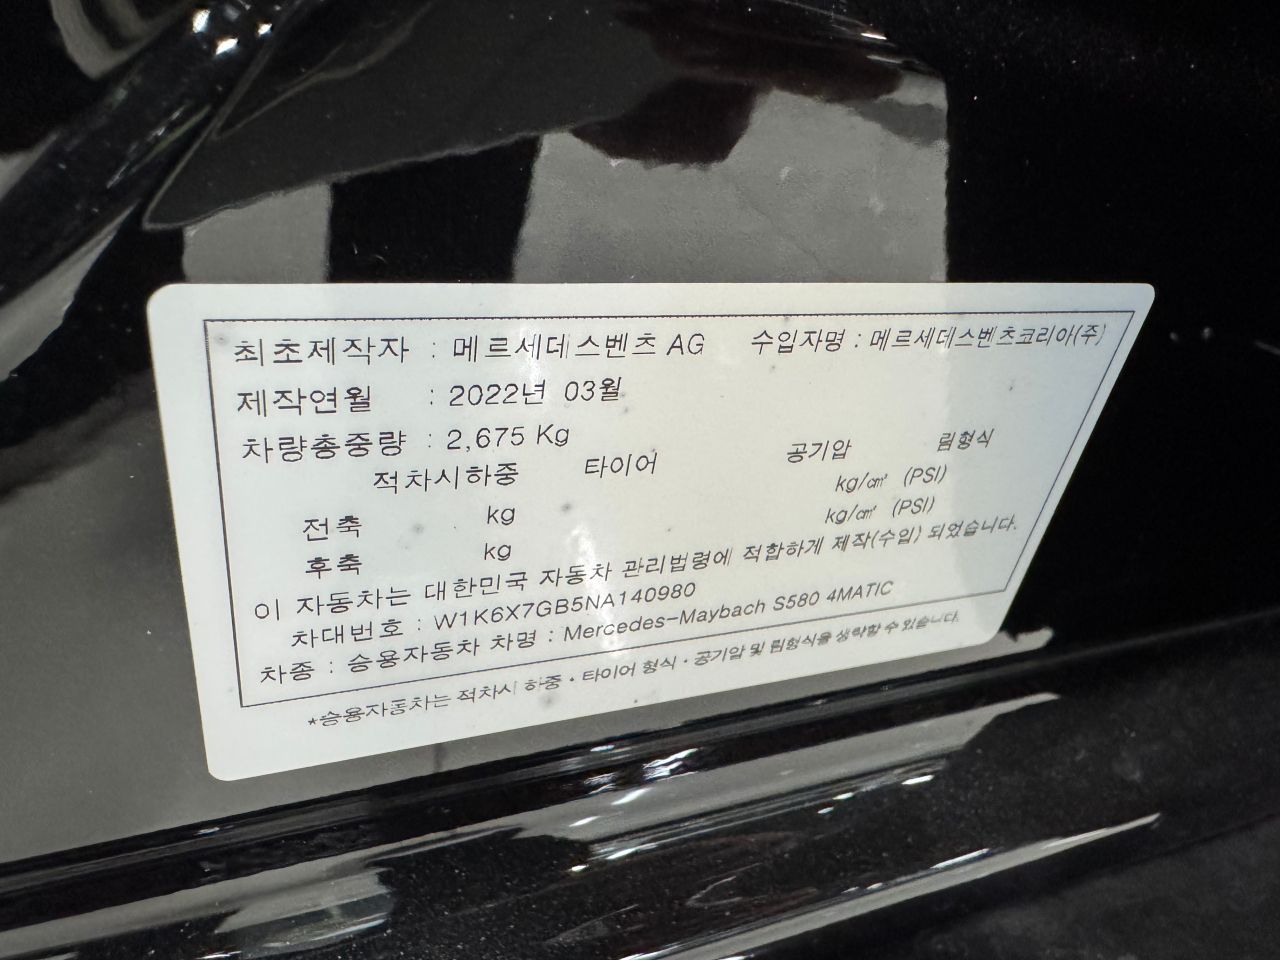 최초제작자 : 메르세데스벤츠 AG 수입자명 : 메르세데스벤츠코리아(주)
제작연월 : 2022년 03월
차량총중량 : 2,675 Kg
적차시하중 타이어 공기압 림형식
전축 kg kg/㎠ (PSI)
후축 kg kg/㎠ (PSI)
이 자동차는 대한민국 자동차 관리법령에 적합하게 제작(수입) 되었습니다.
차대번호 : W1K6X7GB5NA140980
차종 : 승용자동차 차명 : Mercedes-Maybach S580 4MATIC
*승용자동차는 적차시 하중·타이어 형식·공기압 및 림형식을 생략할 수 있습니다.